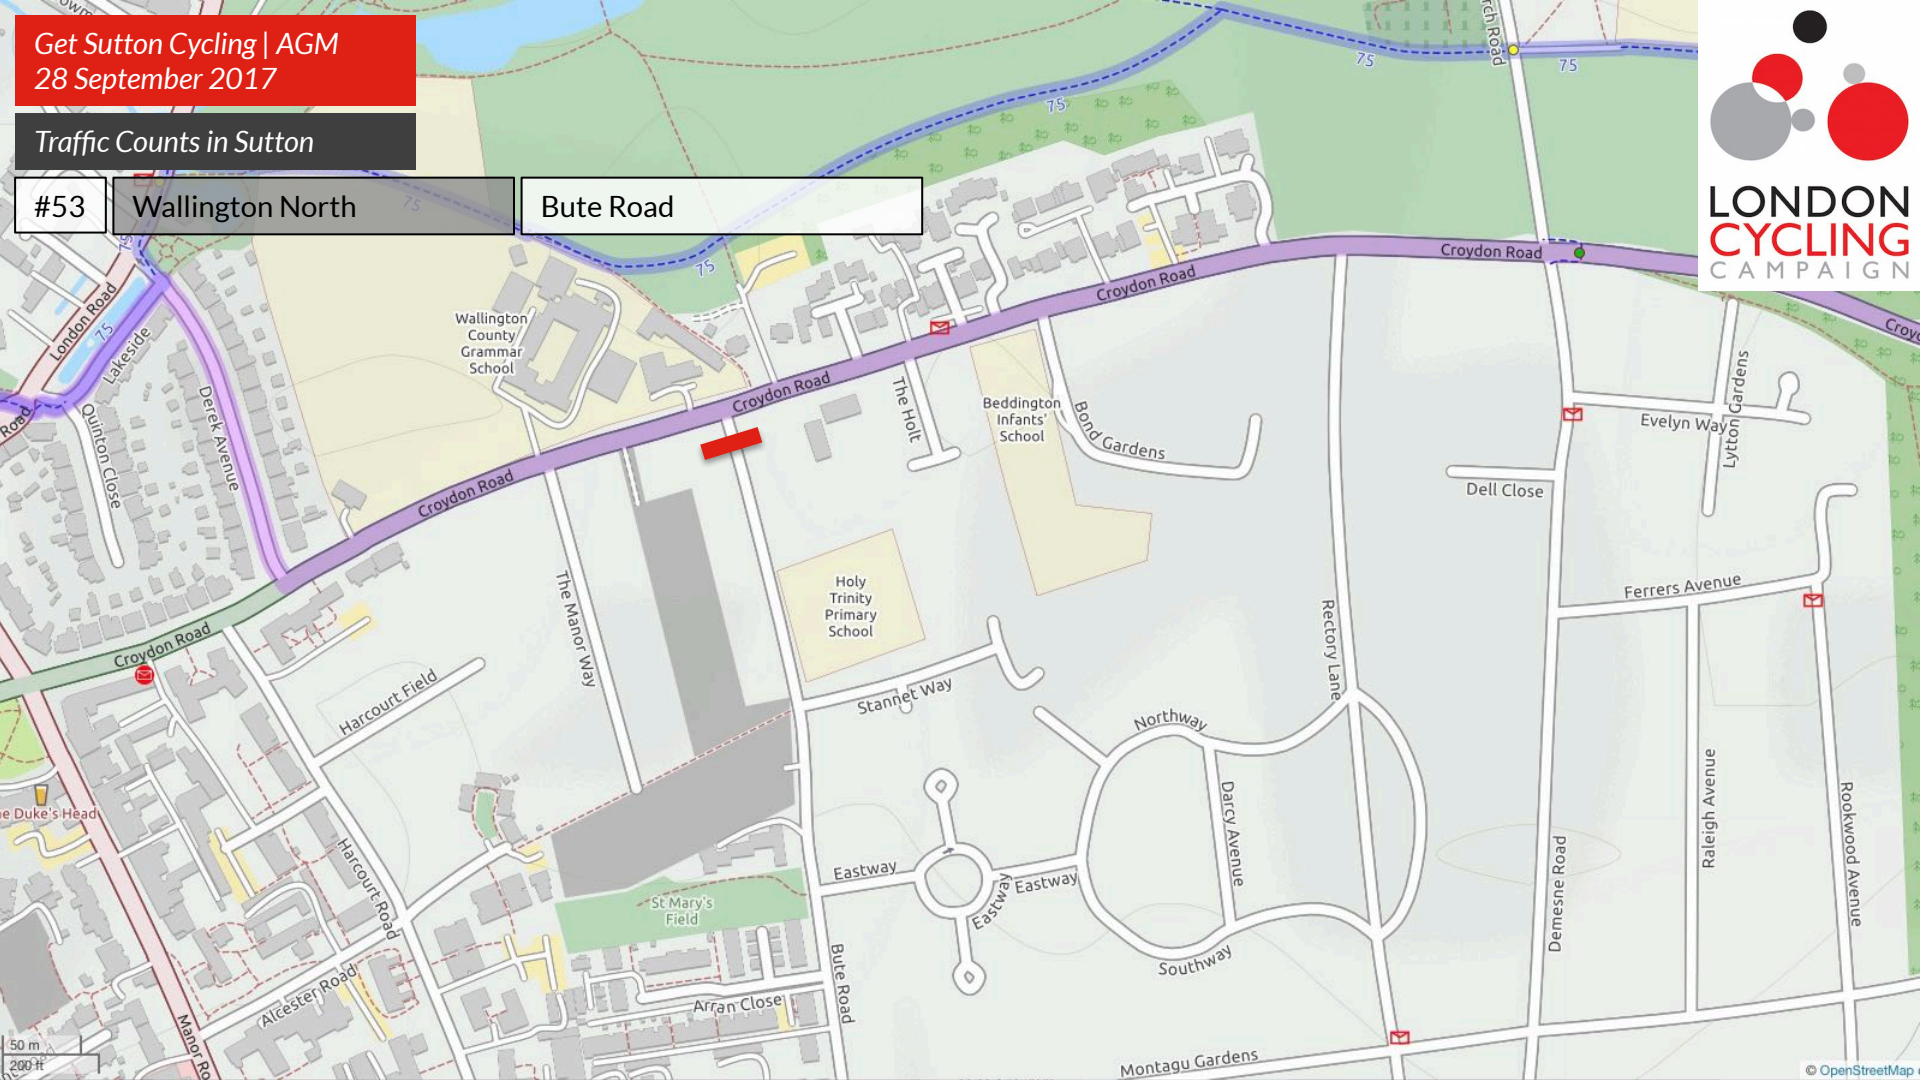 Get Sutton Cycling | AGM
28 September 2017
Traffic Counts in Sutton
#53
Wallington North
Bute Road
LONDON
CYCLING
CAMPAIGN
75
75
75
75
75
75
75
London Road
Lakeside
Quinton Close
Derek Avenue
Road
Wallington
County
Grammar
School
Croydon Road
Croydon Road
Croydon Road
Croydon Road
Croydon Road
The Holt
Beddington
Infants'
School
Bond Gardens
Evelyn Way
Lytton Gardens
Dell Close
Ferrers Avenue
Holy
Trinity
Primary
School
The Manor Way
Rectory Lane
Stannet Way
Northway
Harcourt Field
Darcy Avenue
Demesne Road
Raleigh Avenue
Rookwood Avenue
Duke's Head
Harcourt Road
Eastway
Eastway
Eastway
St Mary's
Field
Southway
Bute Road
Arran Close
Alcester Road
Manor Ro
Montagu Gardens
50 m
200 ft
© OpenStreetMap